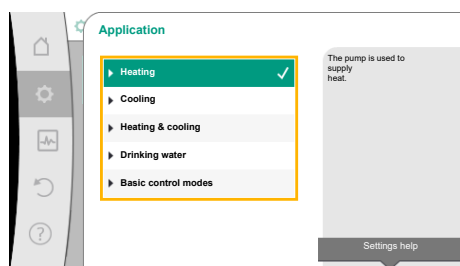 Application
Heating
Cooling
Heating & cooling
Drinking water
Basic control modes
The pump is used to
supply
heat.
Settings help
?